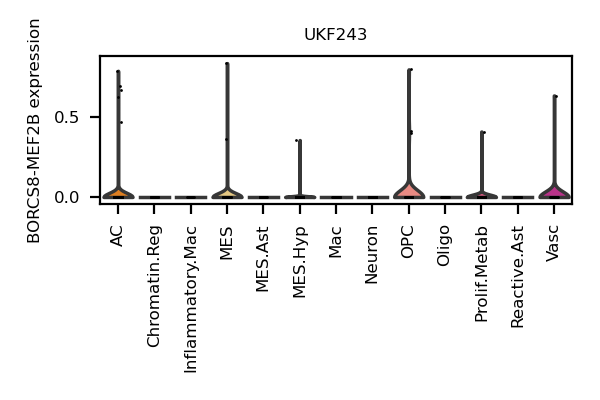 UKF243
BORCS8-MEF2B expression
0.5
0.0
AC
Chromatin.Reg
Inflammatory.Mac
MES
MES.Ast
MES.Hyp
Mac
Neuron
OPC
Oligo
Prolif.Metab
Reactive.Ast
Vasc